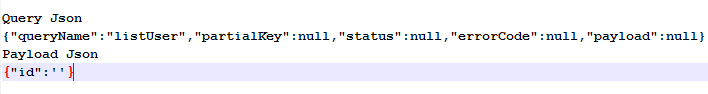 Query Json
{"queryName":"listUser","partialKey":null,"status":null,"errorCode":null,"payload":null}
Payload Json
{"id":''}